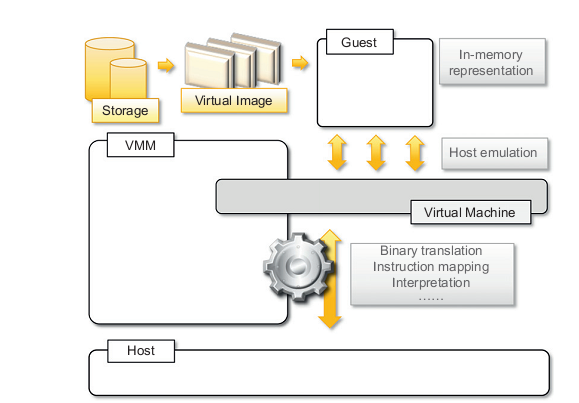 Guest
In-memory
representation
Storage
Virtual Image
VMM
Host emulation
Virtual Machine
Binary translation
Instruction mapping
Interpretation
……
Host